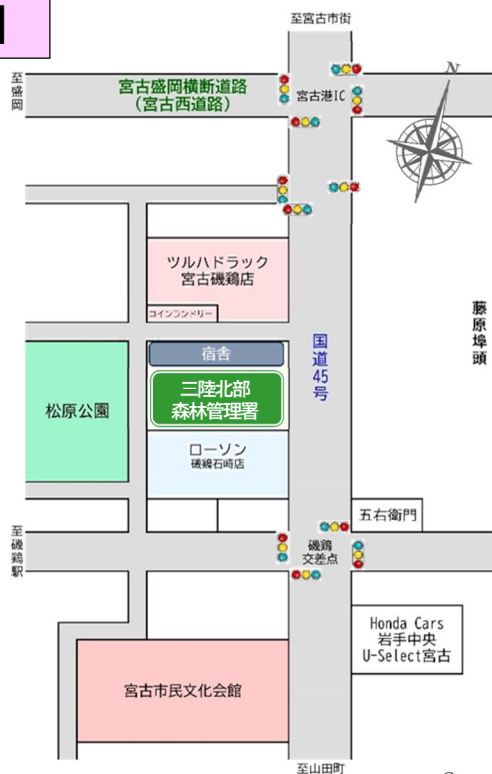 至宮古市街
至盛岡
宮古盛岡横断道路
（宮古西道路）
宮古港IC
N
ツルハドラック
宮古磯鶏店
コインランドリー
宿舎
三陸北部
森林管理署
松原公園
ローソン
磯鶏石崎店
国道45号
藤原埠頭
五右衛門
至磯鶏駅
磯鶏
交差点
Honda Cars
岩手中央
U-Select宮古
宮古市民文化会館
至山田町